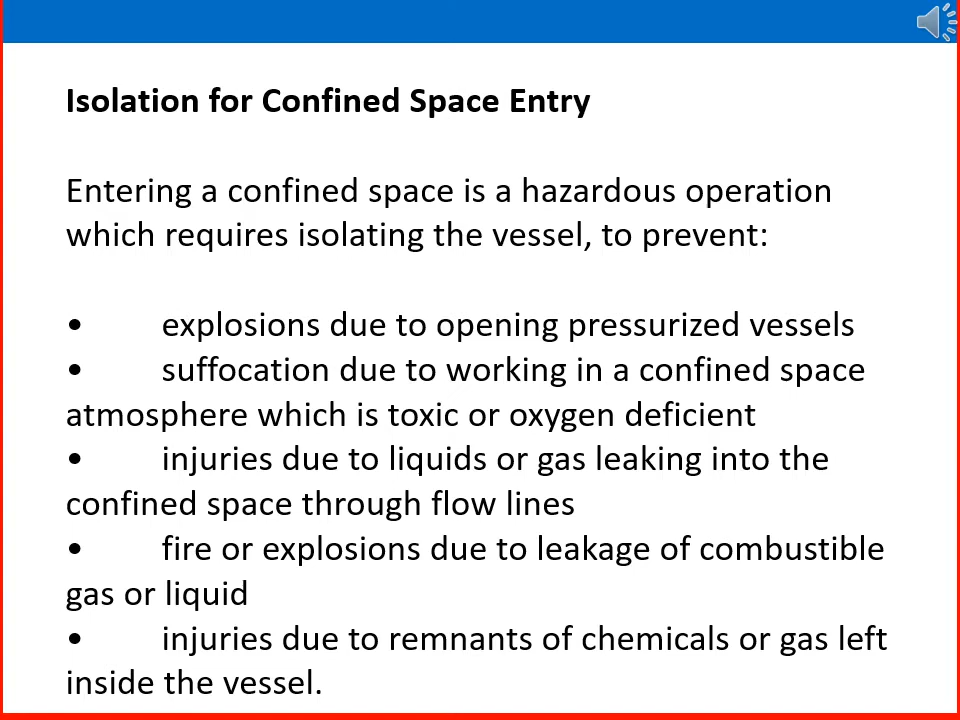 Isolation for Confined Space Entry
Entering a confined space is a hazardous operation
which requires isolating the vessel, to prevent:
• explosions due to opening pressurized vessels
• suffocation due to working in a confined space
atmosphere which is toxic or oxygen deficient
• injuries due to liquids or gas leaking into the
confined space through flow lines
• fire or explosions due to leakage of combustible
gas or liquid
• injuries due to remnants of chemicals or gas left
inside the vessel.